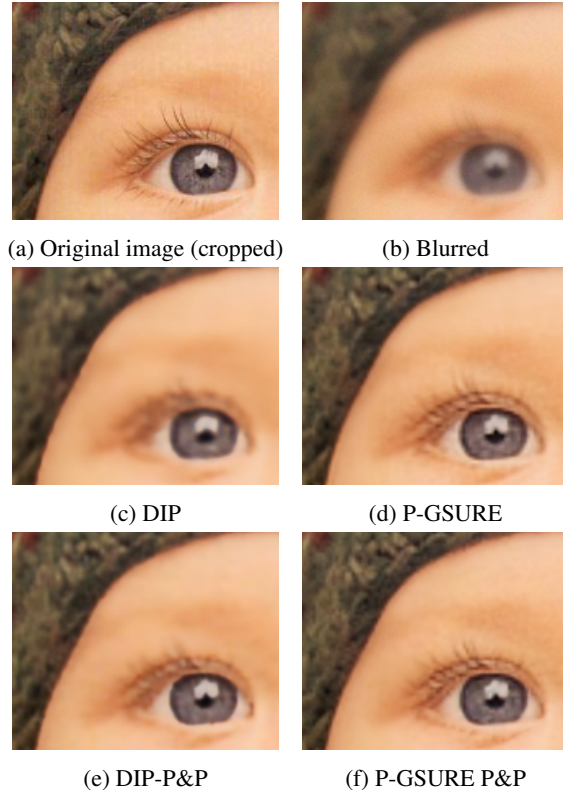 (a) Original image (cropped)
(b) Blurred
(c) DIP
(d) P-GSURE
(e) DIP-P&P
(f) P-GSURE P&P